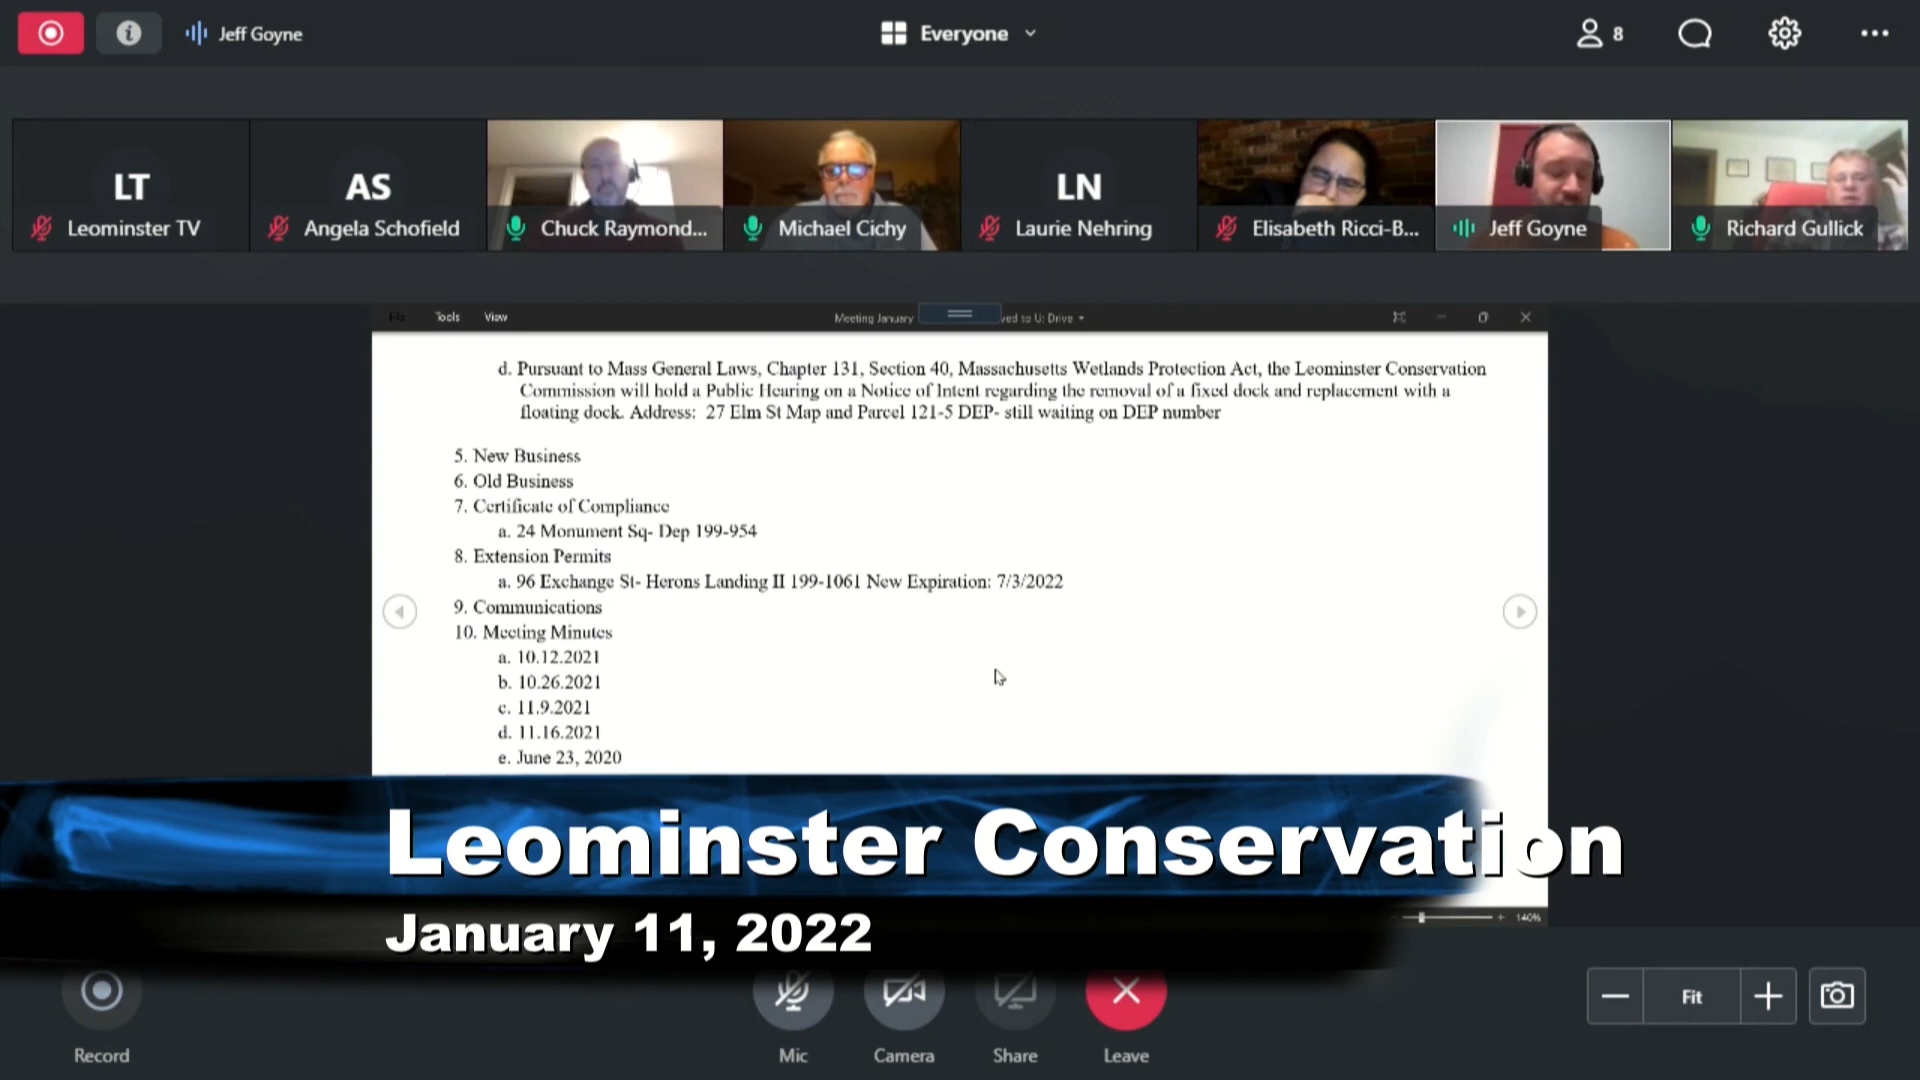 Jeff Goyne
Everyone
8
LT
Leominster TV
AS
Angela Schofield
Chuck Raymond...
Michael Cichy
LN
Laurie Nehring
Elisabeth Ricci-B...
Jeff Goyne
Richard Gullick
File Tools View
Meeting January
ved to U: Drive
d. Pursuant to Mass General Laws, Chapter 131, Section 40, Massachusetts Wetlands Protection Act, the Leominster Conservation
Commission will hold a Public Hearing on a Notice of Intent regarding the removal of a fixed dock and replacement with a
floating dock. Address: 27 Elm St Map and Parcel 121-5 DEP- still waiting on DEP number
5. New Business
6. Old Business
7. Certificate of Compliance
a. 24 Monument Sq- Dep 199-954
8. Extension Permits
a. 96 Exchange St- Herons Landing II 199-1061 New Expiration: 7/3/2022
9. Communications
10. Meeting Minutes
a. 10.12.2021
b. 10.26.2021
c. 11.9.2021
d. 11.16.2021
e. June 23, 2020
Leominster Conservation
January 11, 2022
140%
Fit
Record
Mic
Camera
Share
Leave